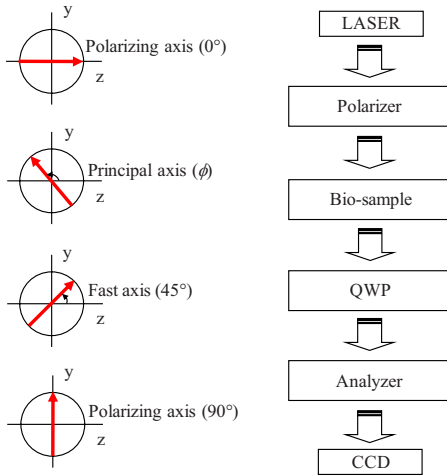 y
Polarizing axis (0°)
z
y
Principal axis (ϕ)
z
y
Fast axis (45°)
z
y
Polarizing axis (90°)
z
LASER
Polarizer
Bio-sample
QWP
Analyzer
CCD